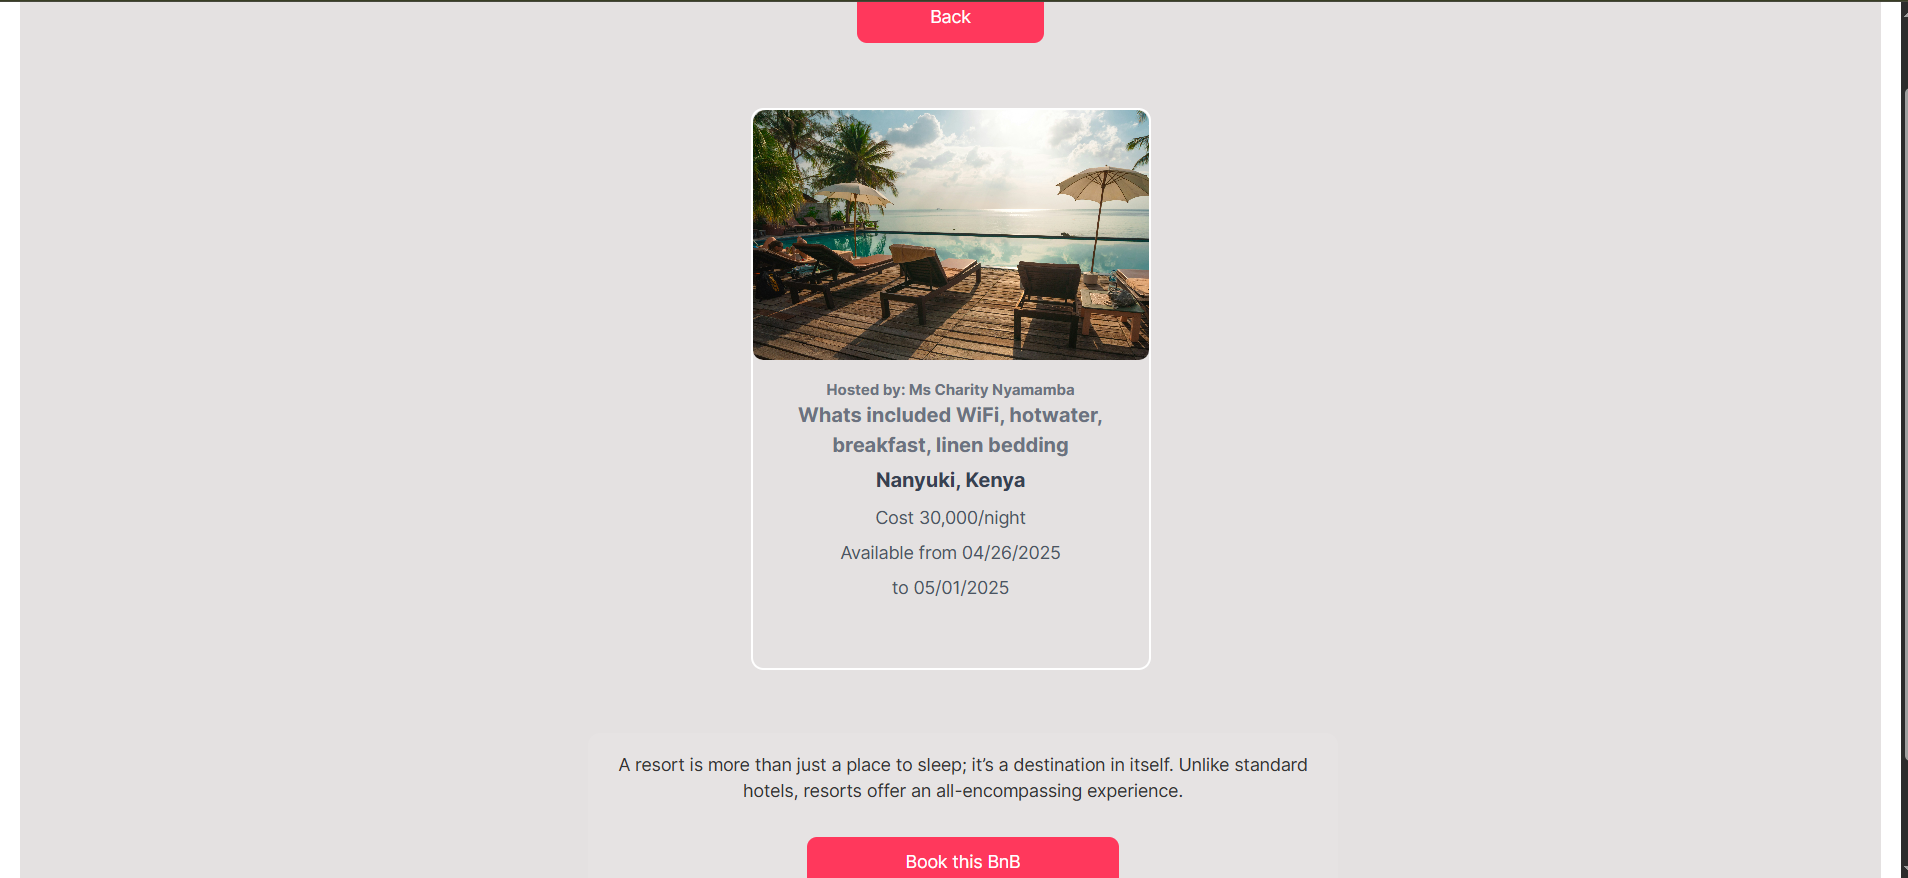 Back
Hosted by: Ms Charity Nyamamba
Whats included WiFi, hotwater,
breakfast, linen bedding
Nanyuki, Kenya
Cost 30,000/night
Available from 04/26/2025
to 05/01/2025
A resort is more than just a place to sleep; it’s a destination in itself. Unlike standard
hotels, resorts offer an all-encompassing experience.
Book this BnB